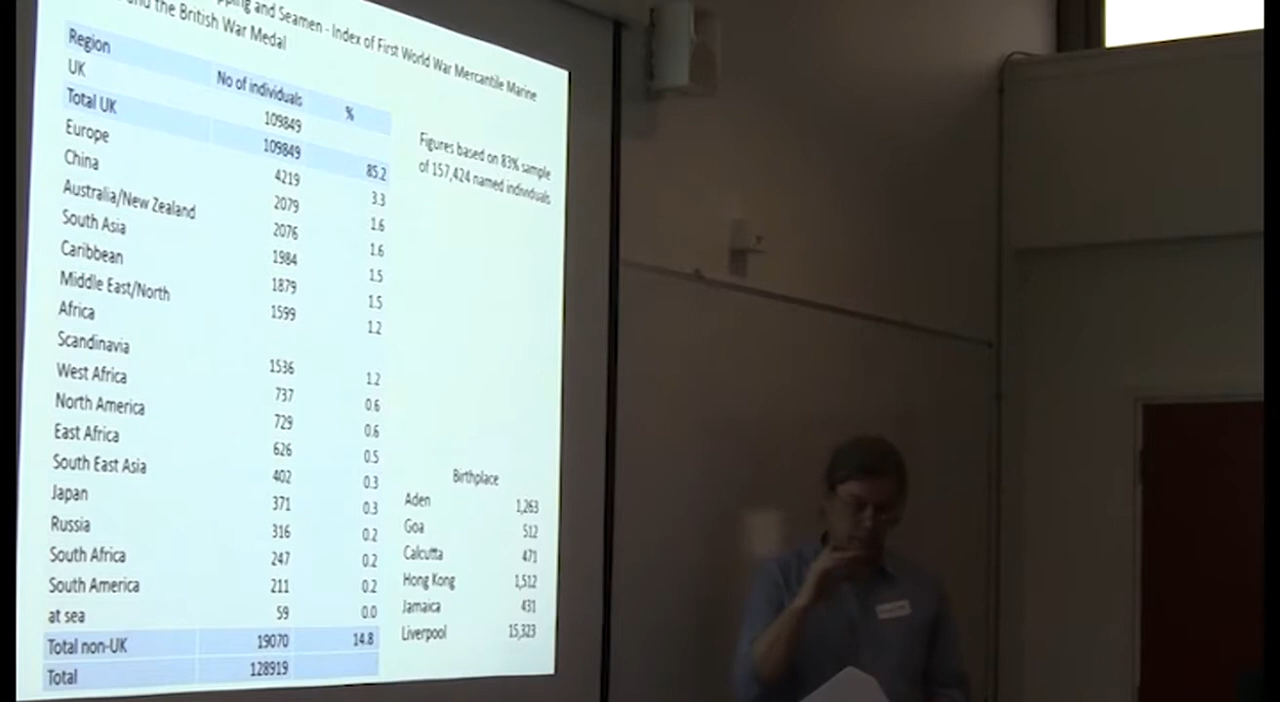 pping and Seamen - Index of First World War Mercantile Marine
and the British War Medal
Region No of individuals %
UK 109849
Total UK 109849 85.2
Europe 4219 3.3
China 2079 1.6
Australia/New Zealand 2076 1.6
South Asia 1984 1.5
Caribbean 1879 1.5
Middle East/North
Africa 1599 1.2
Scandinavia 1536 1.2
West Africa 737 0.6
North America 729 0.6
East Africa 626 0.5
South East Asia 402 0.3
Japan 371 0.3
Russia 316 0.2
South Africa 247 0.2
South America 211 0.2
at sea 59 0.0
Total non-UK 19070 14.8
Total 128919
Figures based on 83% sample
of 157,424 named individuals
Birthplace
Aden 1,263
Goa 512
Calcutta 471
Hong Kong 1,512
Jamaica 431
Liverpool 15,323